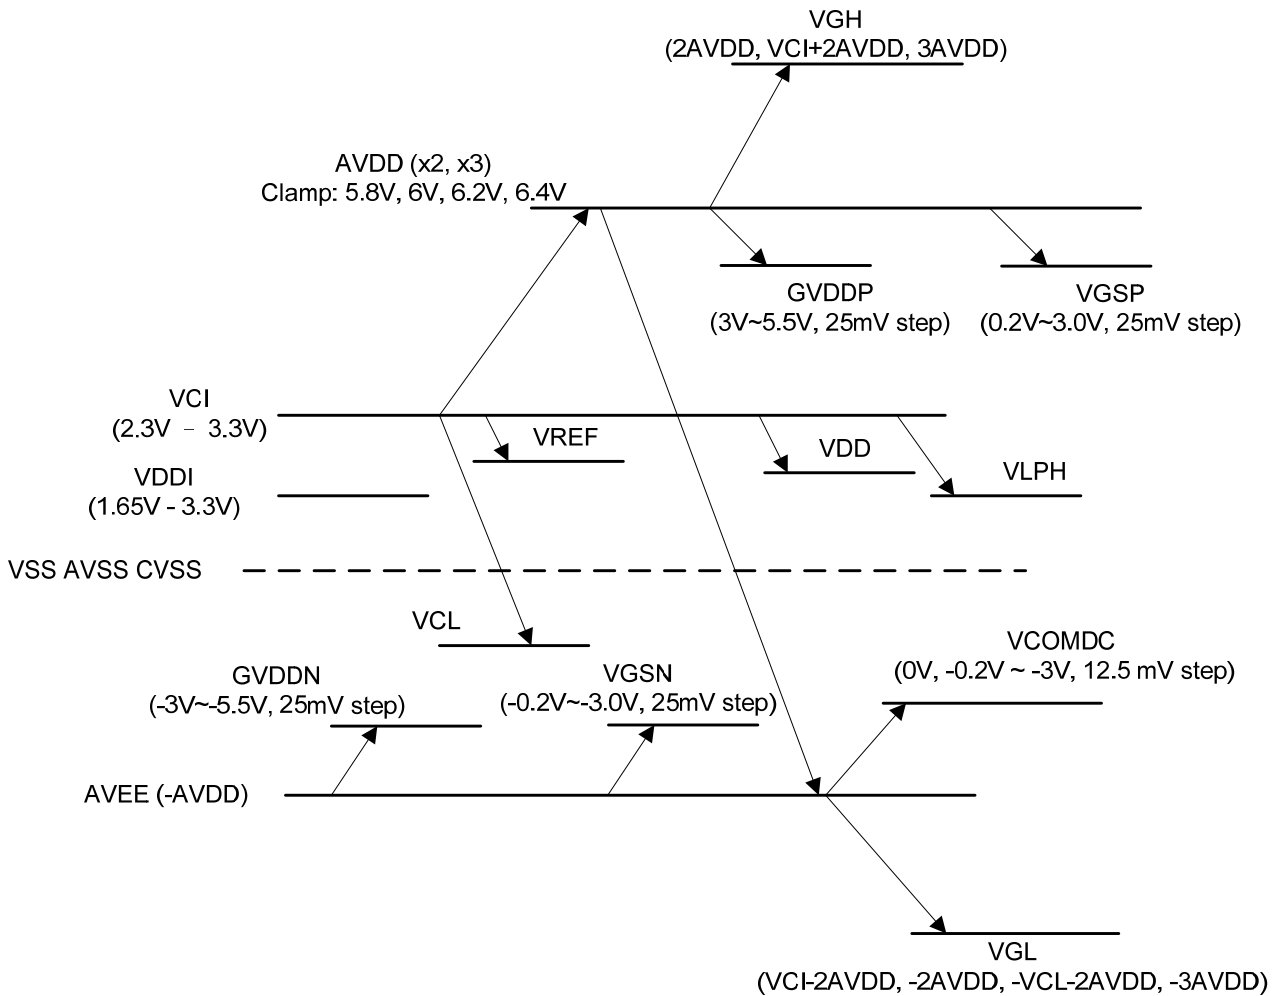 VGH
(2AVDD, VCI+2AVDD, 3AVDD)
AVDD (x2, x3)
Clamp: 5.8V, 6V, 6.2V, 6.4V
GVDDP
(3V~5.5V, 25mV step)
VGSP
(0.2V~3.0V, 25mV step)
VCI
(2.3V – 3.3V)
VREF
VDD
VLPH
VDDI
(1.65V - 3.3V)
VSS AVSS CVSS
VCL
GVDDN
(-3V~-5.5V, 25mV step)
VGSN
(-0.2V~-3.0V, 25mV step)
VCOMDC
(0V, -0.2V ~ -3V, 12.5 mV step)
AVEE (-AVDD)
VGL
(VCI-2AVDD, -2AVDD, -VCL-2AVDD, -3AVDD)